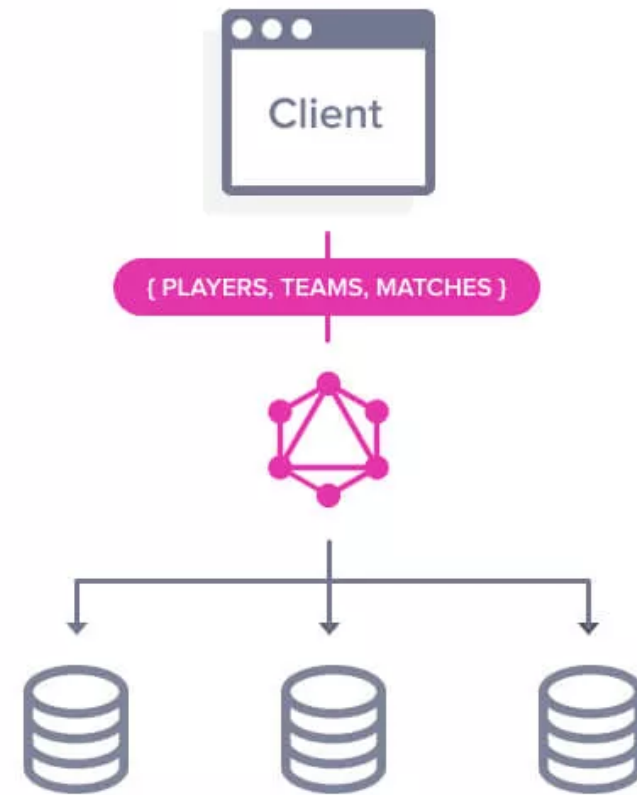 Client
{ PLAYERS, TEAMS, MATCHES }